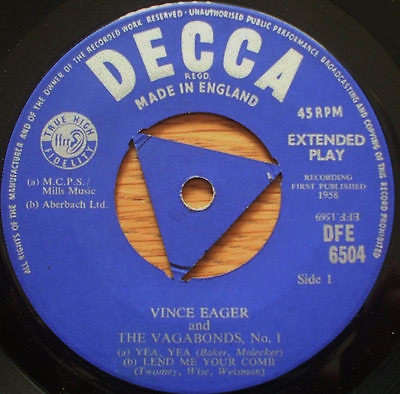 ALL RIGHTS OF THE MANUFACTURER AND OF THE OWNER OF THE RECORDED WORK RESERVED · UNAUTHORISED PUBLIC PERFORMANCE BROADCASTING AND COPYING OF THIS RECORD PROHIBITED
DECCA
REGD.
MADE IN ENGLAND
TRUE HIGH
ffrr
FIDELITY
45 RPM
EXTENDED
PLAY
(a) M.C.P.S./
Mills Music
(b) Aberbach Ltd.
RECORDING
FIRST PUBLISHED
1958
EFF.1569
DFE
6504
Side 1
VINCE EAGER
and
THE VAGABONDS, No. 1
(a) YEA, YEA (Baker, Molecker)
(b) LEND ME YOUR COMB
(Twomey, Wise, Weisman)